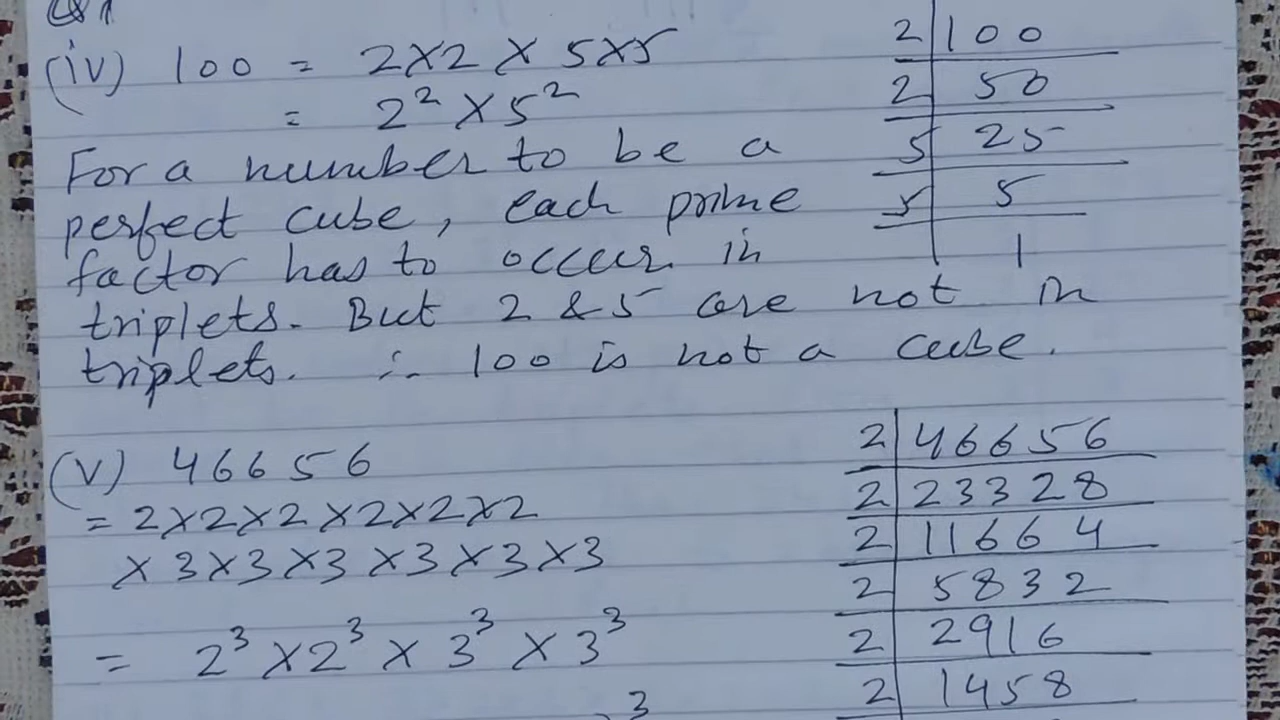 Q1
(iv) 100 = 2×2 × 5×5
= 2² × 5²
For a number to be a
perfect cube, each prime
factor has to occur in
triplets. But 2 & 5 are not in
triplets. ∴ 100 is not a cube.
2 | 100
2 | 50
5 | 25
5 | 5
1
(V) 46656
= 2×2×2×2×2×2
× 3×3×3×3×3×3
= 2³ × 2³ × 3³ × 3³
3
2 | 46656
2 | 23328
2 | 11664
2 | 5832
2 | 2916
2 | 1458